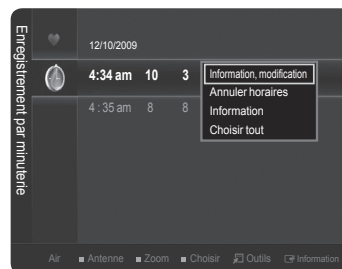 Enregistrement par minuterie
12/10/2009
4:34 am 10 3
4 : 35 am 8 8
Information, modification
Annuler horaires
Information
Choisir tout
Air ■ Antenne ■ Zoom ■ Choisir Outils Information